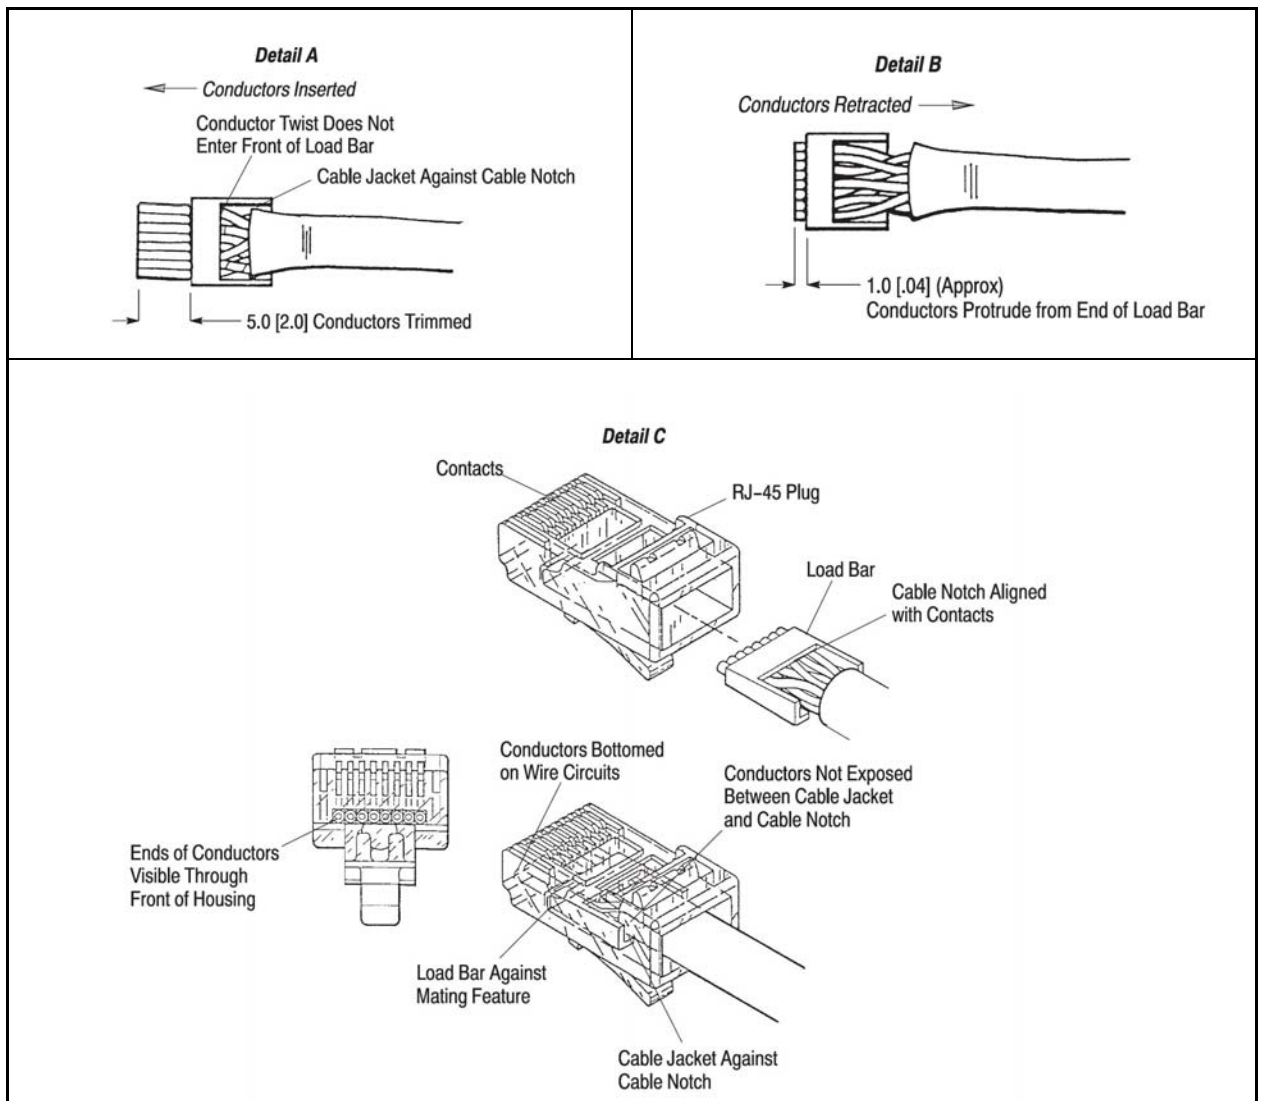 Detail A
Conductors Inserted
Conductor Twist Does Not
Enter Front of Load Bar
Cable Jacket Against Cable Notch
5.0 [2.0] Conductors Trimmed
Detail B
Conductors Retracted
1.0 [.04] (Approx)
Conductors Protrude from End of Load Bar
Detail C
Contacts
RJ-45 Plug
Load Bar
Cable Notch Aligned
with Contacts
Conductors Bottomed
on Wire Circuits
Conductors Not Exposed
Between Cable Jacket
and Cable Notch
Ends of Conductors
Visible Through
Front of Housing
Load Bar Against
Mating Feature
Cable Jacket Against
Cable Notch